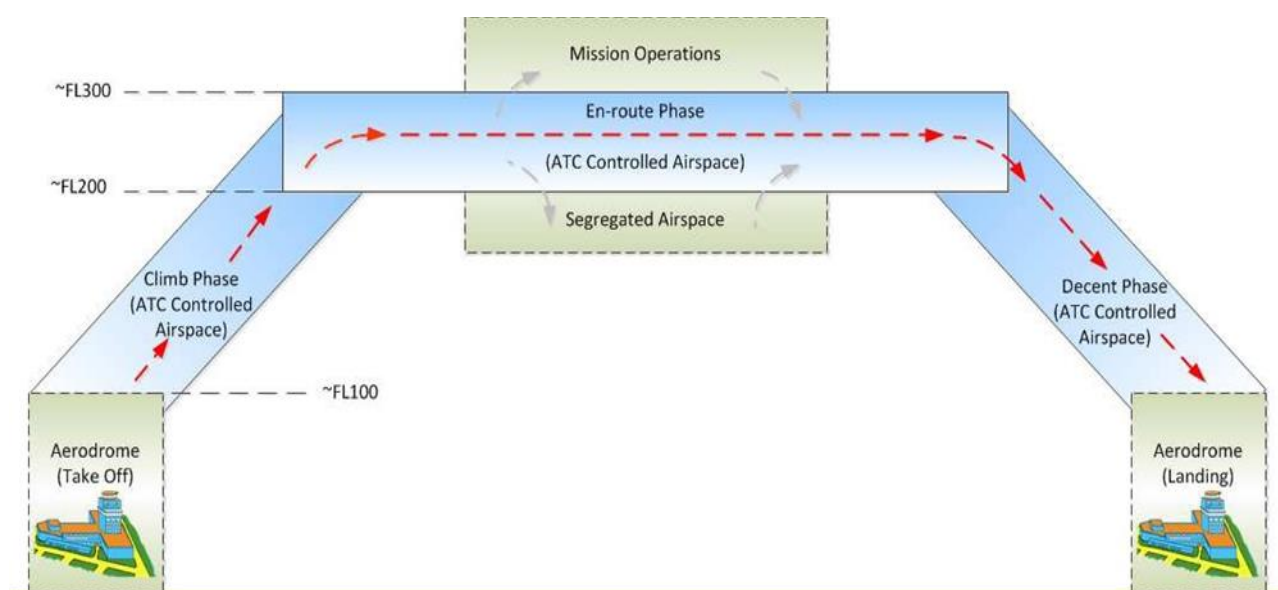 Mission Operations
~FL300
En-route Phase
(ATC Controlled Airspace)
~FL200
Segregated Airspace
Climb Phase
(ATC Controlled
Airspace)
Decent Phase
(ATC Controlled
Airspace)
~FL100
Aerodrome
(Take Off)
Aerodrome
(Landing)